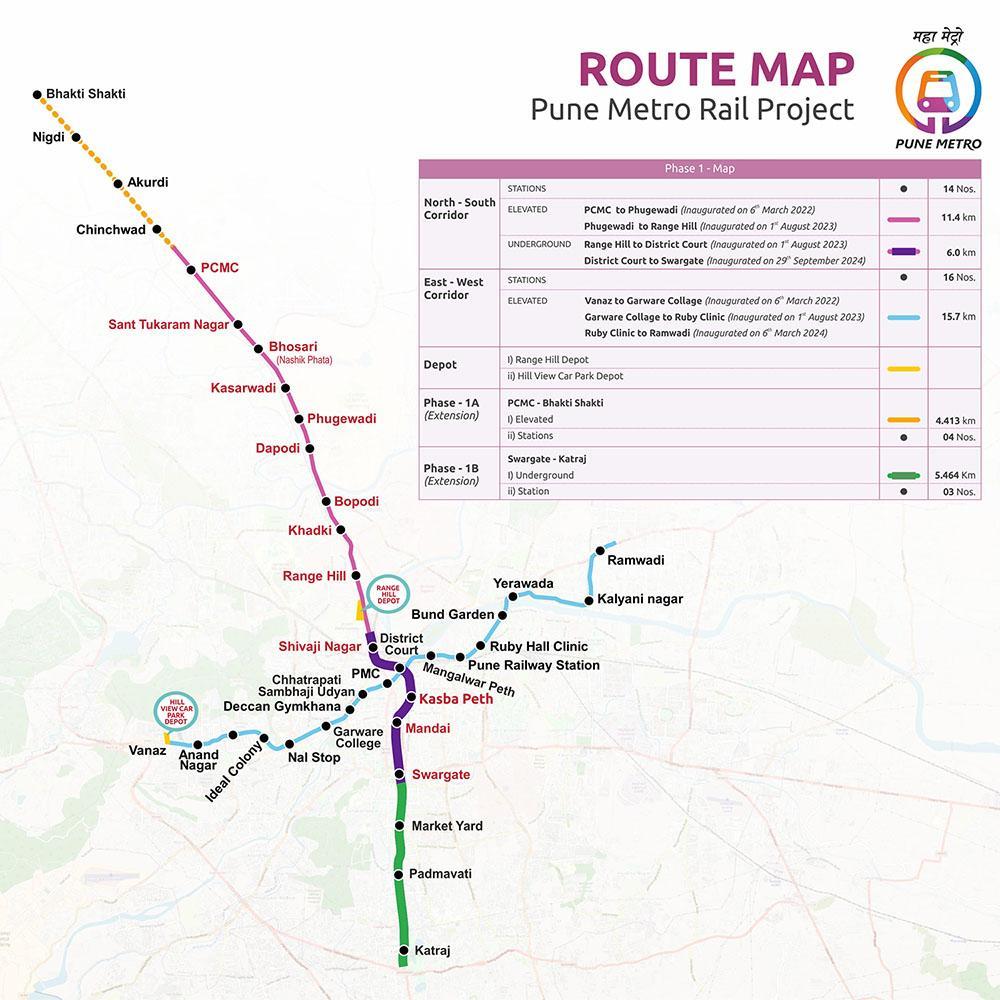 महा मेट्रो
ROUTE MAP
Pune Metro Rail Project
PUNE METRO
Phase 1 - Map
North - South
Corridor
STATIONS
14 Nos.
ELEVATED
PCMC to Phugewadi (Inaugurated on 6th March 2022)
Phugewadi to Range Hill (Inaugurated on 1st August 2023)
11.4 km
UNDERGROUND
Range Hill to District Court (Inaugurated on 1st August 2023)
District Court to Swargate (Inaugurated on 29th September 2024)
6.0 km
East - West
Corridor
STATIONS
16 Nos.
ELEVATED
Vanaz to Garware Collage (Inaugurated on 6th March 2022)
Garware Collage to Ruby Clinic (Inaugurated on 1st August 2023)
Ruby Clinic to Ramwadi (Inaugurated on 6th March 2024)
15.7 km
Depot
I) Range Hill Depot
ii) Hill View Car Park Depot
Phase - 1A
(Extension)
PCMC - Bhakti Shakti
I) Elevated
4.413 km
ii) Stations
04 Nos.
Phase - 1B
(Extension)
Swargate - Katraj
I) Underground
5.464 Km
ii) Station
03 Nos.
Bhakti Shakti
Nigdi
Akurdi
Chinchwad
PCMC
Sant Tukaram Nagar
Bhosari
(Nashik Phata)
Kasarwadi
Phugewadi
Dapodi
Bopodi
Khadki
Range Hill
RANGE
HILL
DEPOT
Shivaji Nagar
District
Court
Ramwadi
Kalyani nagar
Yerawada
Bund Garden
Ruby Hall Clinic
Pune Railway Station
Mangalwar Peth
PMC
Chhatrapati
Sambhaji Udyan
Deccan Gymkhana
Garware
College
Nal Stop
Ideal Colony
Anand
Nagar
Vanaz
HILL
VIEW CAR
PARK
DEPOT
Kasba Peth
Mandai
Swargate
Market Yard
Padmavati
Katraj